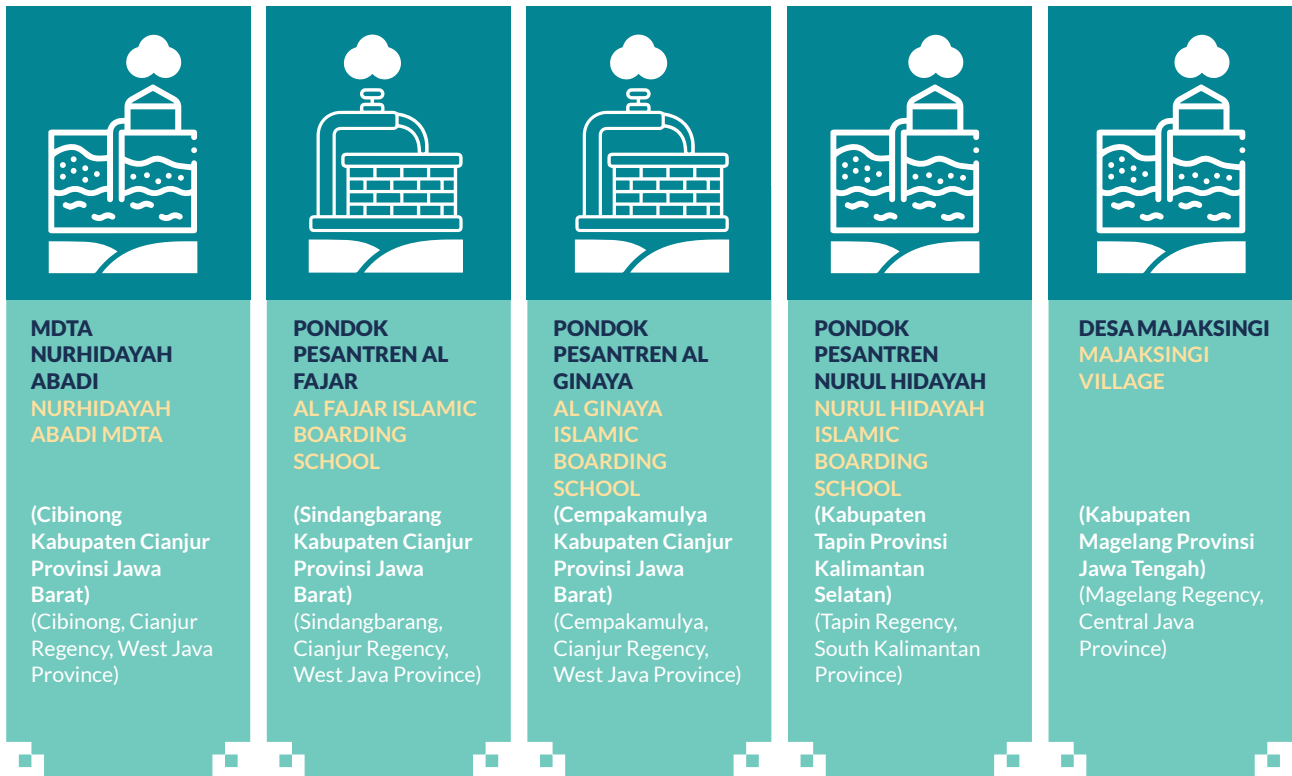 MDTA
NURHIDAYAH
ABADI
NURHIDAYAH
ABADI MDTA
(Cibinong
Kabupaten Cianjur
Provinsi Jawa
Barat)
(Cibinong, Cianjur
Regency, West Java
Province)
PONDOK
PESANTREN AL
FAJAR
AL FAJAR ISLAMIC
BOARDING
SCHOOL
(Sindangbarang
Kabupaten Cianjur
Provinsi Jawa
Barat)
(Sindangbarang,
Cianjur Regency,
West Java Province)
PONDOK
PESANTREN AL
GINAYA
AL GINAYA
ISLAMIC
BOARDING
SCHOOL
(Cempakamulya
Kabupaten Cianjur
Provinsi Jawa
Barat)
(Cempakamulya,
Cianjur Regency,
West Java Province)
PONDOK
PESANTREN
NURUL HIDAYAH
NURUL HIDAYAH
ISLAMIC
BOARDING
SCHOOL
(Kabupaten
Tapin Provinsi
Kalimantan
Selatan)
(Tapin Regency,
South Kalimantan
Province)
DESA MAJAKSINGI
MAJAKSINGI
VILLAGE
(Kabupaten
Magelang Provinsi
Jawa Tengah)
(Magelang Regency,
Central Java
Province)